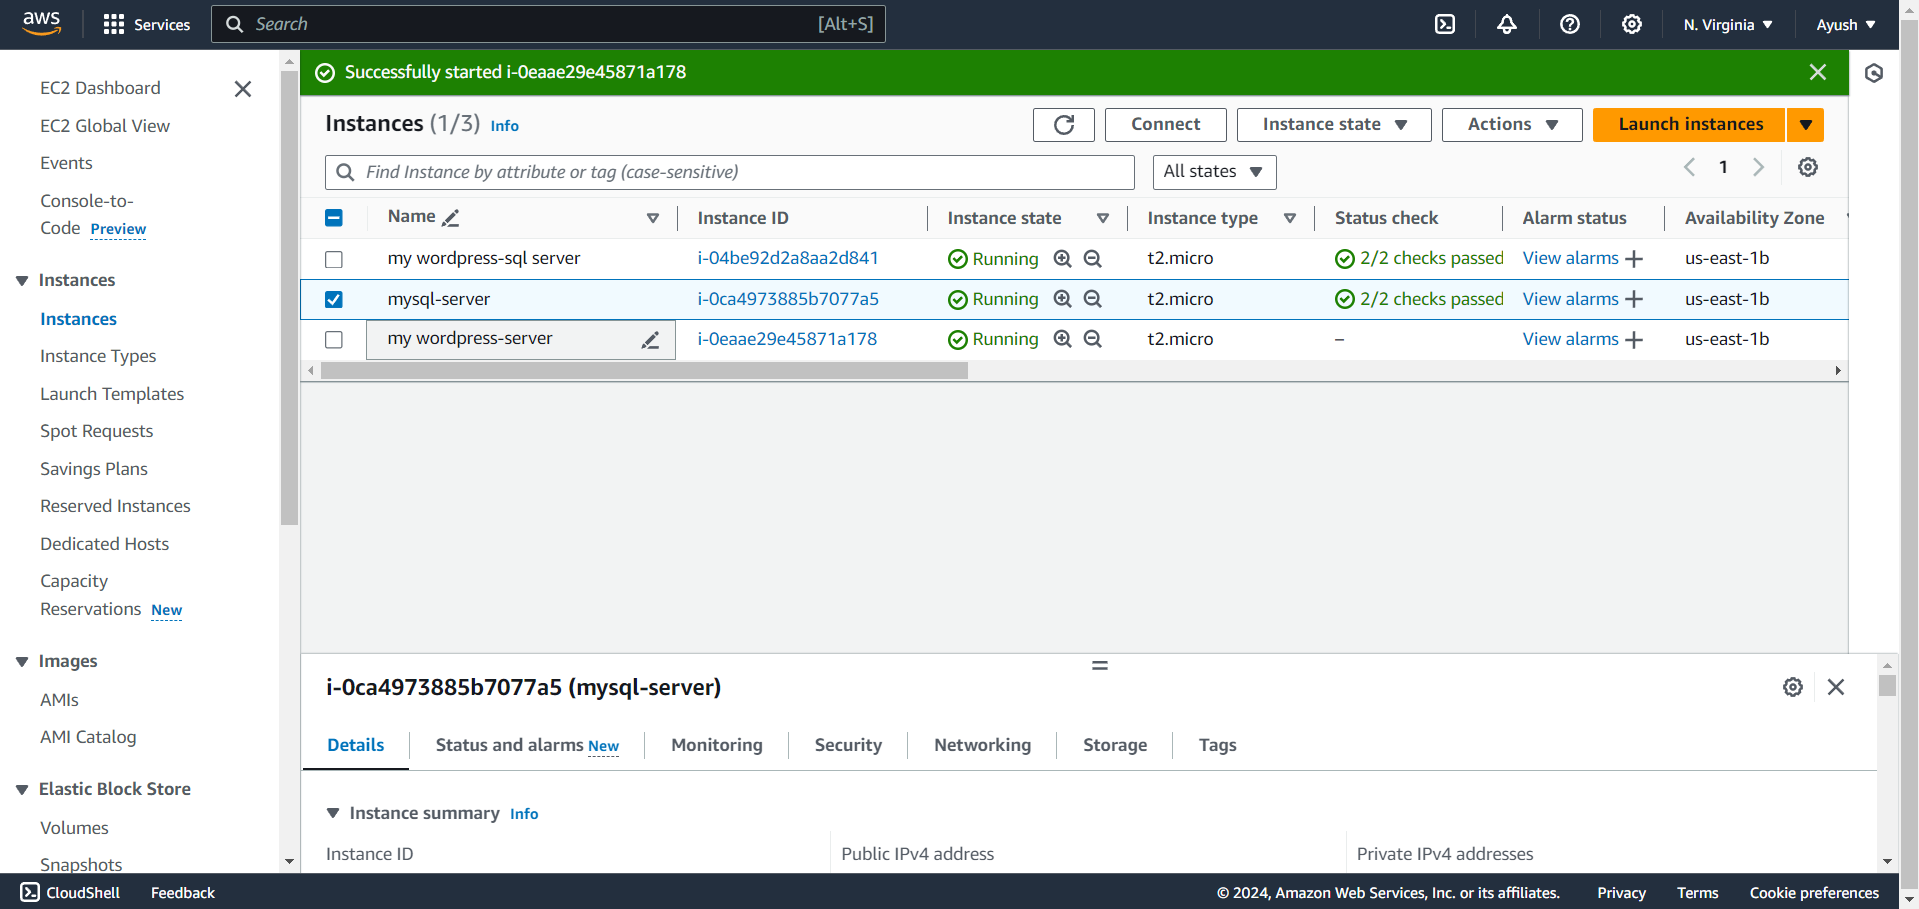 aws
Services
Search
[Alt+S]
N. Virginia
Ayush
EC2 Dashboard
EC2 Global View
Events
Console-to-
Code Preview
Instances
Instances
Instance Types
Launch Templates
Spot Requests
Savings Plans
Reserved Instances
Dedicated Hosts
Capacity
Reservations New
Images
AMIs
AMI Catalog
Elastic Block Store
Volumes
Snapshots
Successfully started i-0eaae29e45871a178
Instances (1/3) Info
Connect
Instance state
Actions
Launch instances
Find Instance by attribute or tag (case-sensitive)
All states
1
Name Instance ID Instance state Instance type Status check Alarm status Availability Zone
my wordpress-sql server i-04be92d2a8aa2d841 Running t2.micro 2/2 checks passed View alarms + us-east-1b
mysql-server i-0ca4973885b7077a5 Running t2.micro 2/2 checks passed View alarms + us-east-1b
my wordpress-server i-0eaae29e45871a178 Running t2.micro – View alarms + us-east-1b
i-0ca4973885b7077a5 (mysql-server)
Details Status and alarms New Monitoring Security Networking Storage Tags
Instance summary Info
Instance ID Public IPv4 address Private IPv4 addresses
CloudShell Feedback © 2024, Amazon Web Services, Inc. or its affiliates. Privacy Terms Cookie preferences